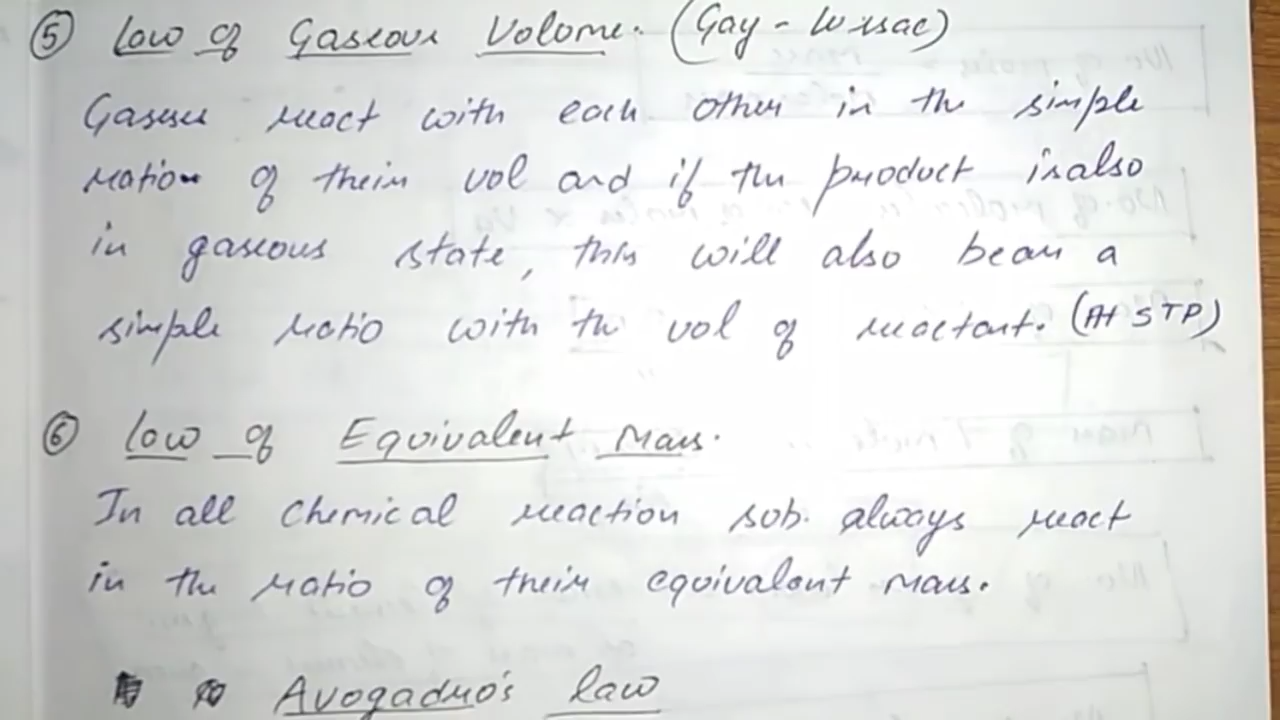 ⑤ Law of Gaseous Volume. (Gay-Lussac)
Gases react with each other in the simple
ratio of their vol and if the product is also
in gaseous state, this will also bear a
simple ratio with the vol of reactant. (At STP)
⑥ Law of Equivalent Mass.
In all chemical reaction sub. always react
in the ratio of their equivalent mass.
Avogadro's law